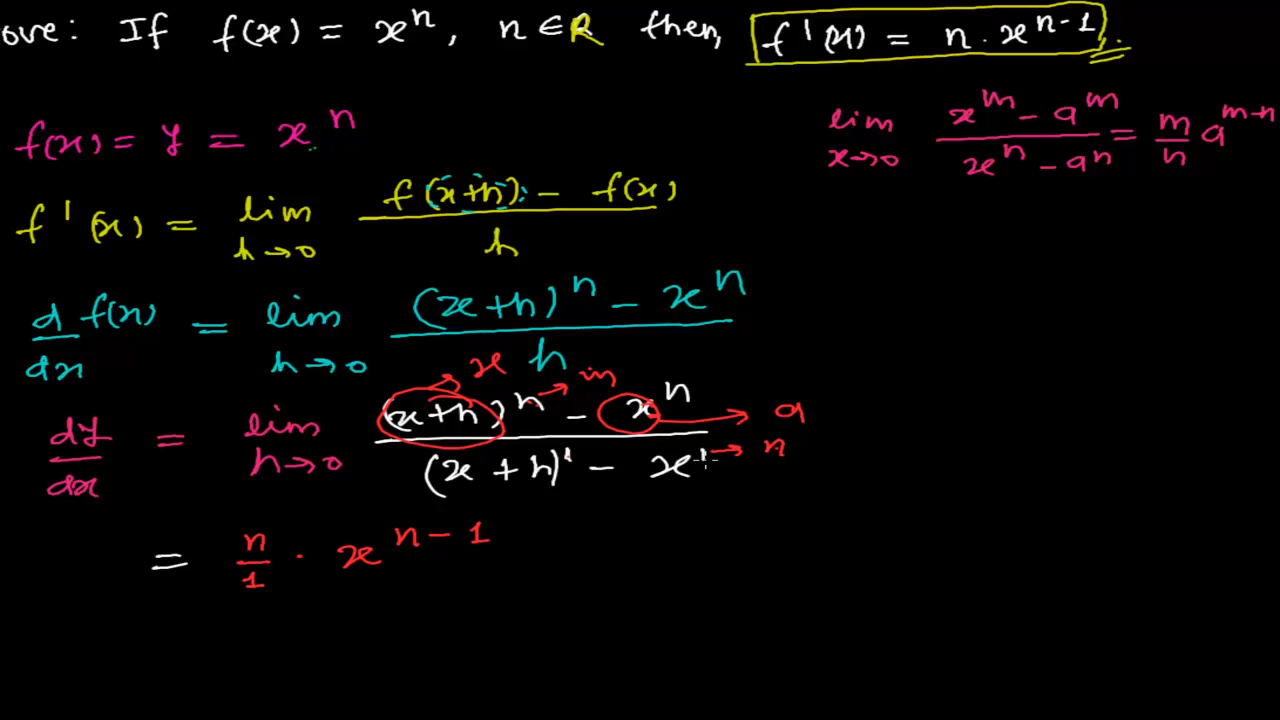 ove: If f(x) = x^n, n ∈ R then, f'(x) = n · x^(n-1).
f(x) = y = x^n
lim x→0 (x^m - a^m)/(x^n - a^n) = m/n a^(m-n)
f'(x) = lim h→0 (f(x+h) - f(x))/h
d/dx f(x) = lim h→0 ((x+h)^n - x^n)/h
→ x → m
dy/dx = lim h→0 ((x+h)^n - x^n)/((x+h)^1 - x^1)
→ a
→ n
= n/1 · x^(n-1)